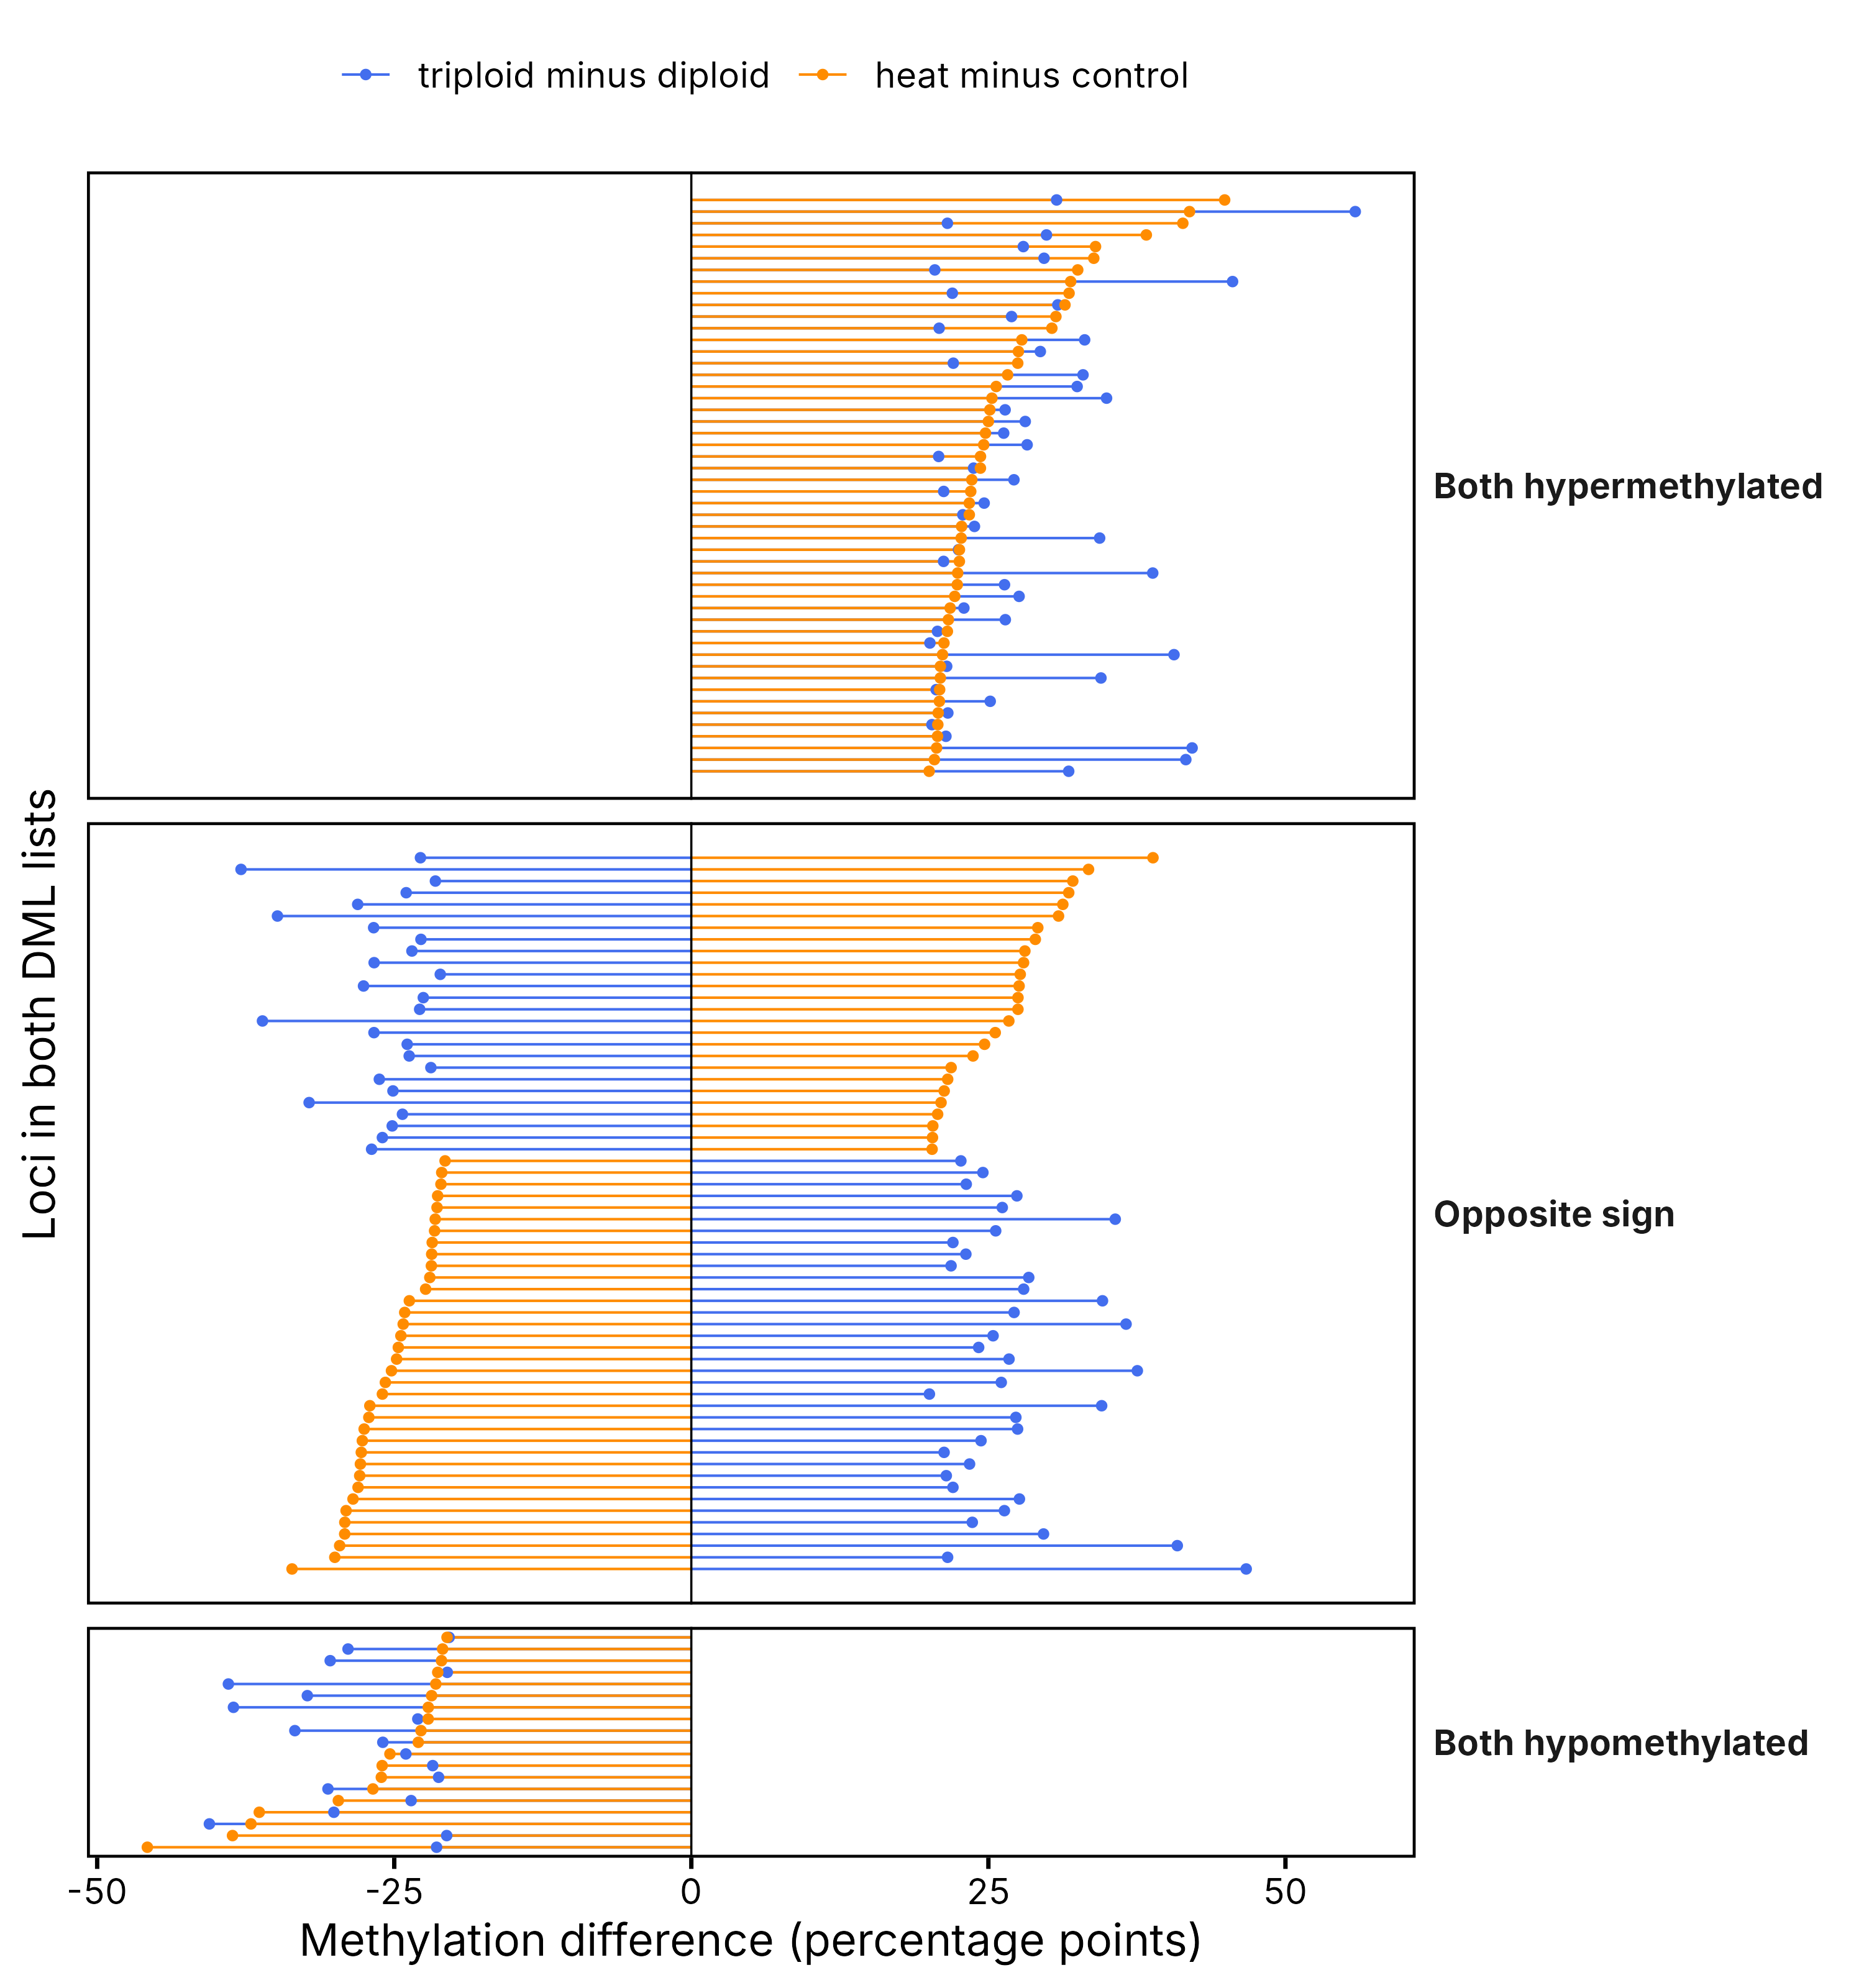 triploid minus diploid heat minus control
Both hypermethylated
Loci in both DML lists
Opposite sign
Both hypomethylated
-50 -25 0 25 50
Methylation difference (percentage points)